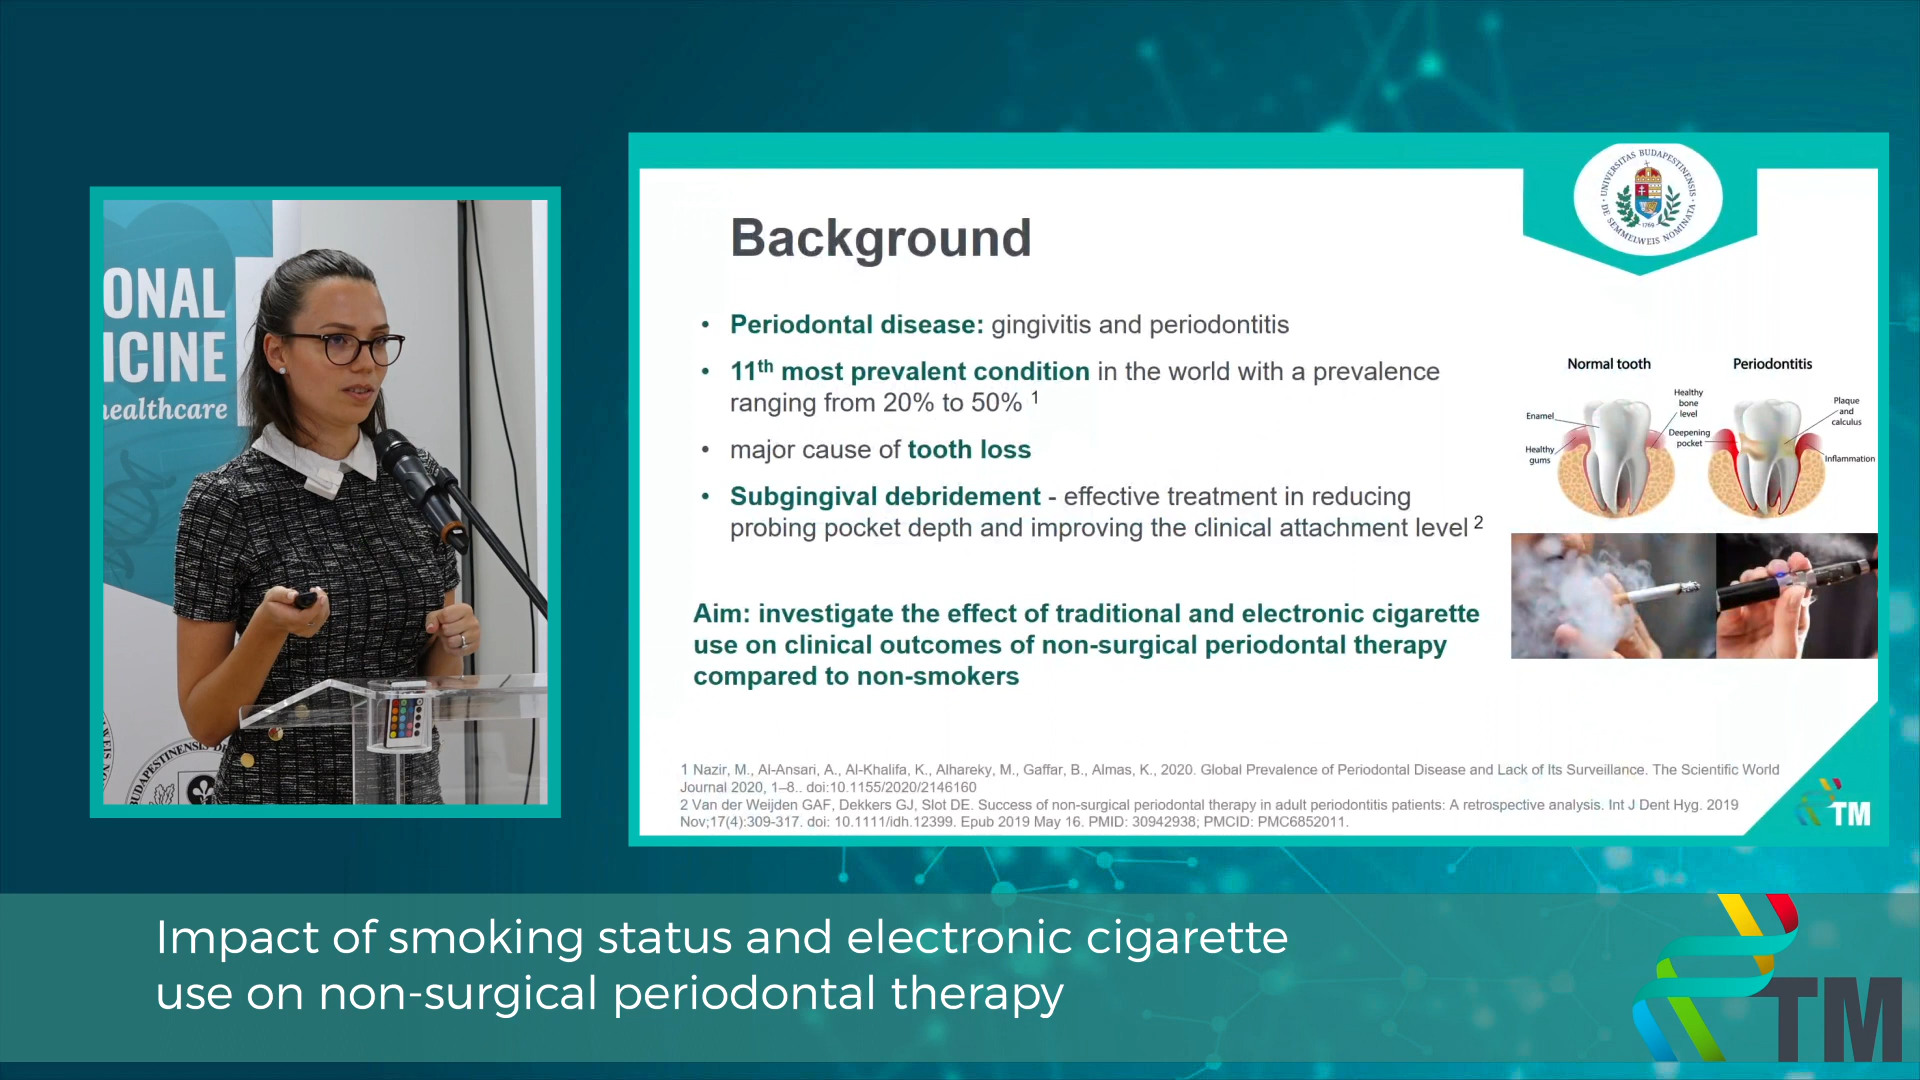 ONAL
ICINE
healthcare
BUDAPESTINENSIS DE
Background
UNIVERSITAS BUDAPESTINENSIS
DE SEMMELWEIS NOMINATA
1769
• Periodontal disease: gingivitis and periodontitis
• 11th most prevalent condition in the world with a prevalence
ranging from 20% to 50% 1
• major cause of tooth loss
• Subgingival debridement - effective treatment in reducing
probing pocket depth and improving the clinical attachment level 2
Aim: investigate the effect of traditional and electronic cigarette
use on clinical outcomes of non-surgical periodontal therapy
compared to non-smokers
Normal tooth
Enamel
Healthy
gums
Healthy
bone
level
Periodontitis
Deepening
pocket
Plaque
and
calculus
Inflammation
1 Nazir, M., Al-Ansari, A., Al-Khalifa, K., Alhareky, M., Gaffar, B., Almas, K., 2020. Global Prevalence of Periodontal Disease and Lack of Its Surveillance. The Scientific World
Journal 2020, 1–8.. doi:10.1155/2020/2146160
2 Van der Weijden GAF, Dekkers GJ, Slot DE. Success of non-surgical periodontal therapy in adult periodontitis patients: A retrospective analysis. Int J Dent Hyg. 2019
Nov;17(4):309-317. doi: 10.1111/idh.12399. Epub 2019 May 16. PMID: 30942938; PMCID: PMC6852011.
TM
Impact of smoking status and electronic cigarette
use on non-surgical periodontal therapy
TM